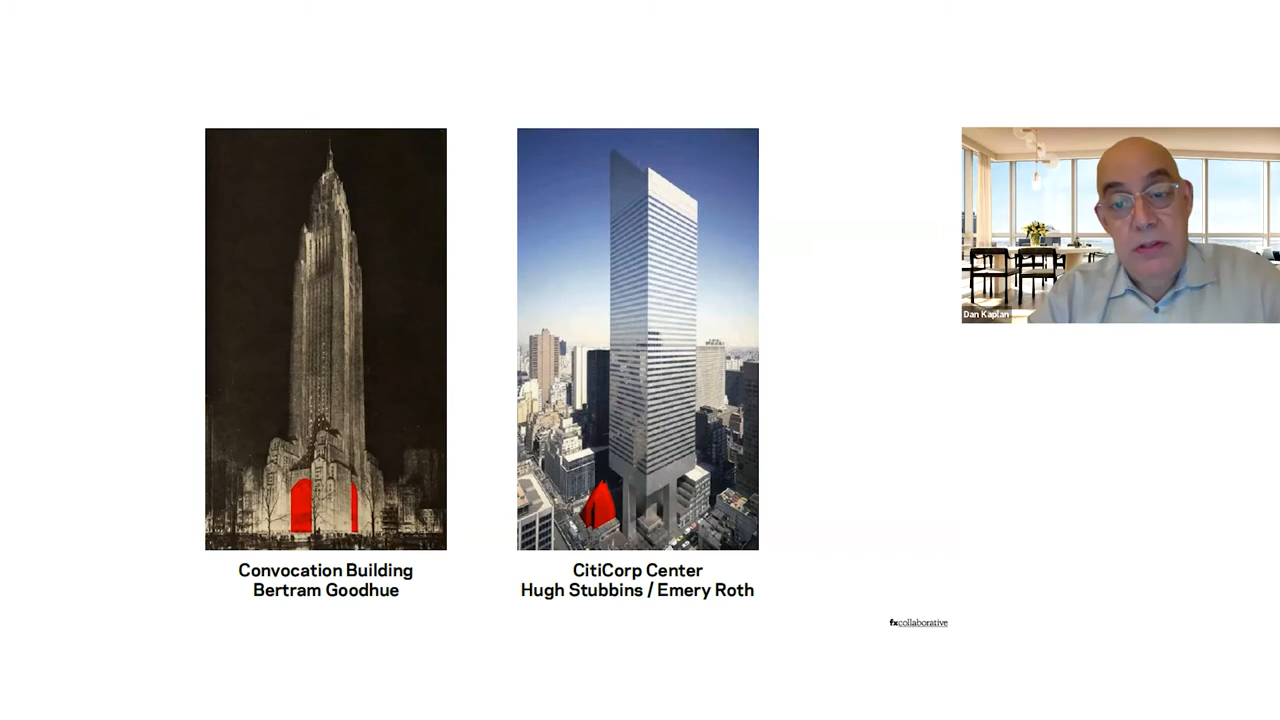 Convocation Building
Bertram Goodhue
CitiCorp Center
Hugh Stubbins / Emery Roth
Dan Kaplan
fxcollaborative